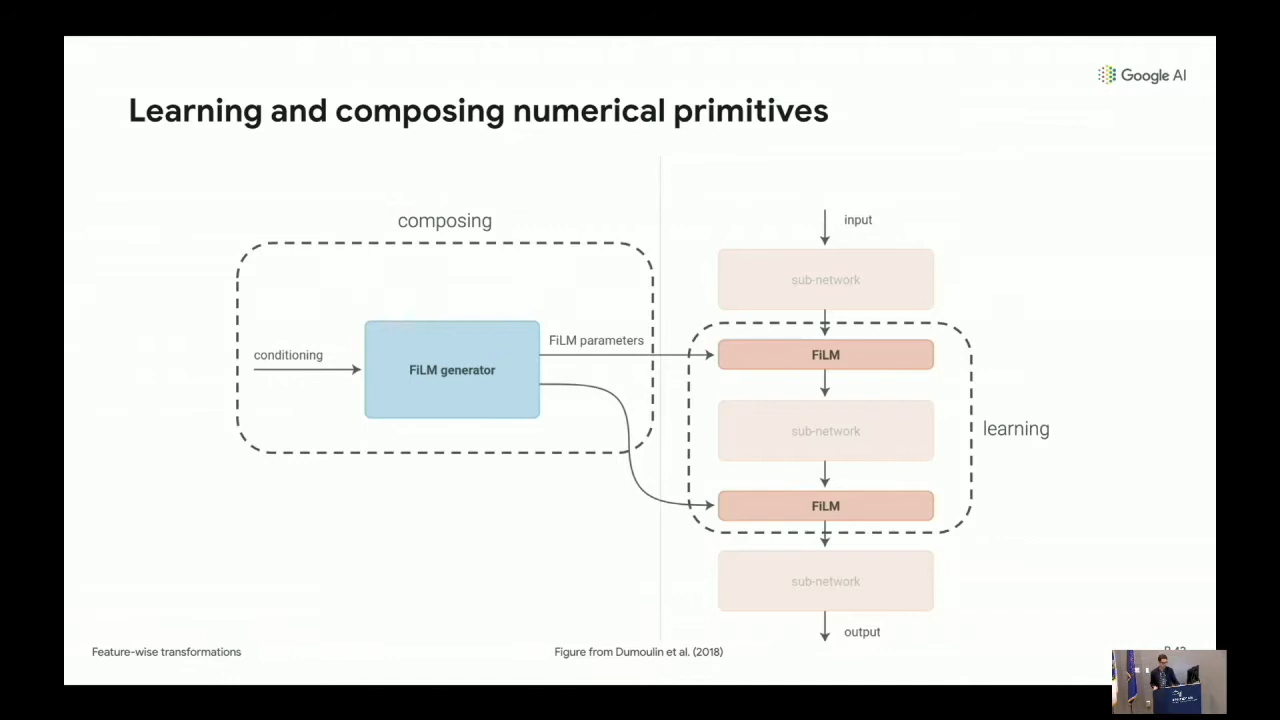 Google AI
Learning and composing numerical primitives
composing
input
sub-network
FiLM parameters
conditioning
FiLM generator
FiLM
sub-network
learning
FiLM
sub-network
output
Feature-wise transformations
Figure from Dumoulin et al. (2018)